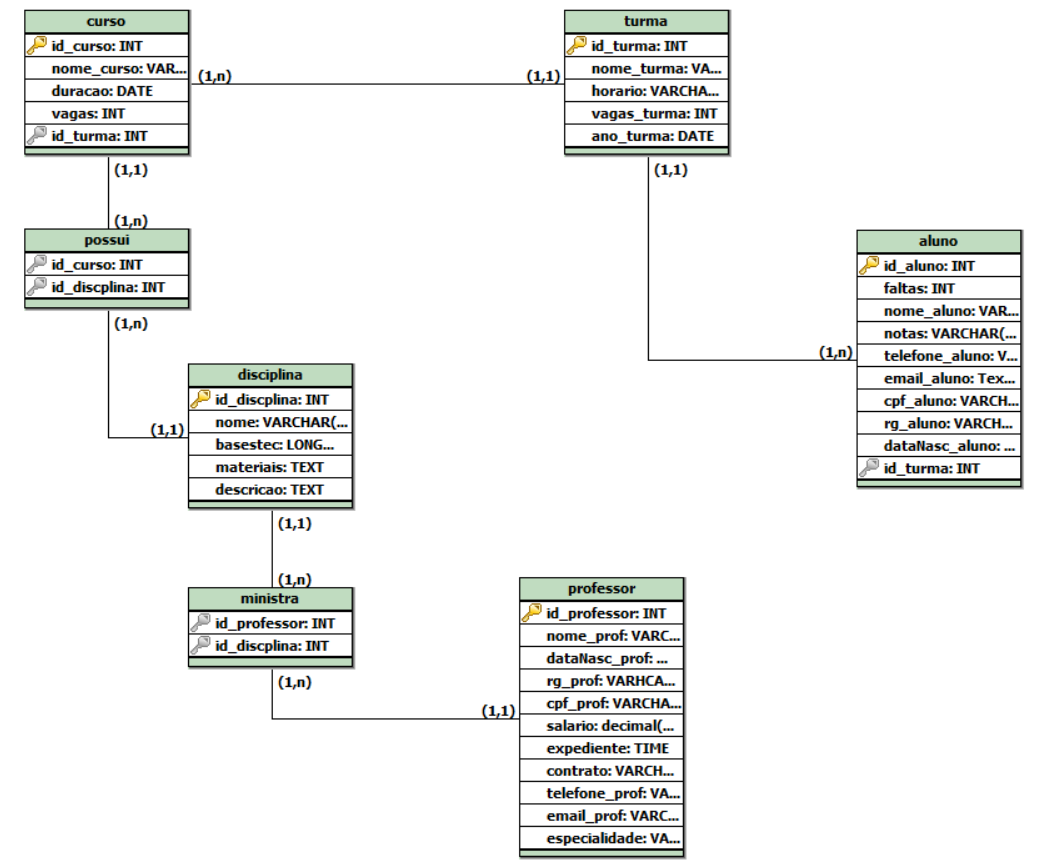 curso
id_curso: INT
nome_curso: VAR...
duracao: DATE
vagas: INT
id_turma: INT
(1,n)
(1,1)
turma
id_turma: INT
nome_turma: VA...
horario: VARCHA...
vagas_turma: INT
ano_turma: DATE
(1,1)
(1,n)
possui
id_curso: INT
id_discplina: INT
(1,n)
(1,1)
(1,1)
(1,n)
aluno
id_aluno: INT
faltas: INT
nome_aluno: VAR...
notas: VARCHAR(...
telefone_aluno: V...
email_aluno: Tex...
cpf_aluno: VARCH...
rg_aluno: VARCH...
dataNasc_aluno: ...
id_turma: INT
disciplina
id_discplina: INT
nome: VARCHAR(...
basestec: LONG...
materiais: TEXT
descricao: TEXT
(1,1)
(1,n)
ministra
id_professor: INT
id_discplina: INT
(1,n)
(1,1)
professor
id_professor: INT
nome_prof: VARC...
dataNasc_prof: ...
rg_prof: VARHCA...
cpf_prof: VARCHA...
salario: decimal(...
expediente: TIME
contrato: VARCH...
telefone_prof: VA...
email_prof: VARC...
especialidade: VA...